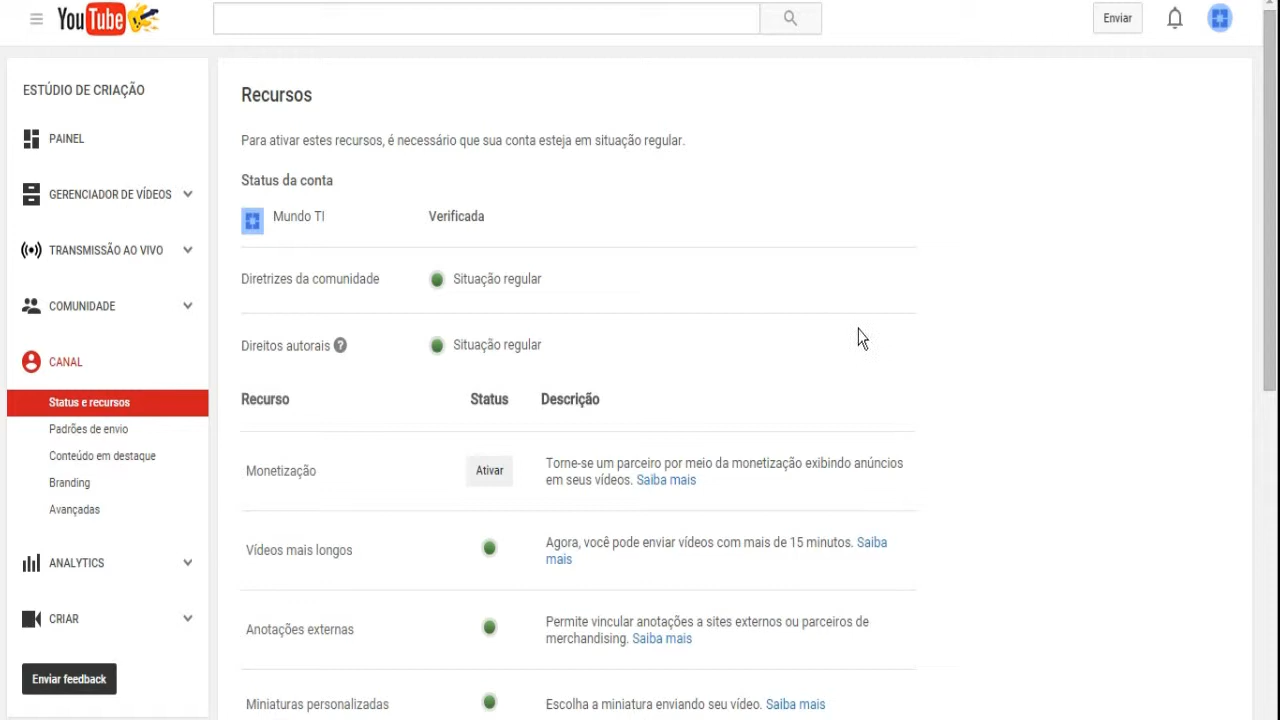 YouTube
Enviar
ESTÚDIO DE CRIAÇÃO
PAINEL
GERENCIADOR DE VÍDEOS
TRANSMISSÃO AO VIVO
COMUNIDADE
CANAL
Status e recursos
Padrões de envio
Conteúdo em destaque
Branding
Avançadas
ANALYTICS
CRIAR
Enviar feedback
Recursos
Para ativar estes recursos, é necessário que sua conta esteja em situação regular.
Status da conta
Mundo TI Verificada
Diretrizes da comunidade Situação regular
Direitos autorais ? Situação regular
Recurso Status Descrição
Monetização Ativar Torne-se um parceiro por meio da monetização exibindo anúncios
em seus vídeos. Saiba mais
Vídeos mais longos Agora, você pode enviar vídeos com mais de 15 minutos. Saiba
mais
Anotações externas Permite vincular anotações a sites externos ou parceiros de
merchandising. Saiba mais
Miniaturas personalizadas Escolha a miniatura enviando seu vídeo. Saiba mais